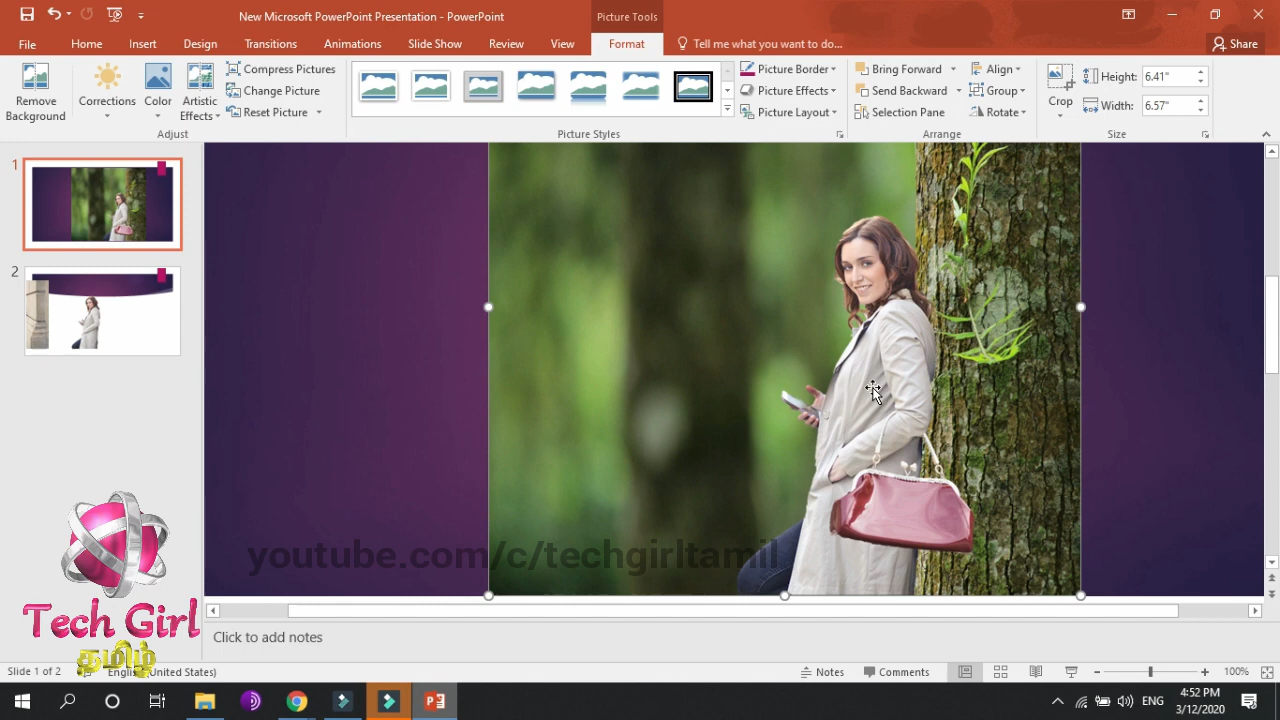 New Microsoft PowerPoint Presentation - PowerPoint
Picture Tools
File
Home
Insert
Design
Transitions
Animations
Slide Show
Review
View
Format
Tell me what you want to do...
Share
Remove
Background
Corrections
Color
Artistic
Effects
Compress Pictures
Change Picture
Reset Picture
Adjust
Picture Styles
Picture Border
Picture Effects
Picture Layout
Bring Forward
Send Backward
Selection Pane
Align
Group
Rotate
Arrange
Crop
Height: 6.41"
Width: 6.57"
Size
1
2
youtube.com/c/techgirltamil
Tech Girl
தமிழ்
Click to add notes
Slide 1 of 2
English (United States)
Notes
Comments
100%
ENG
4:52 PM
3/12/2020